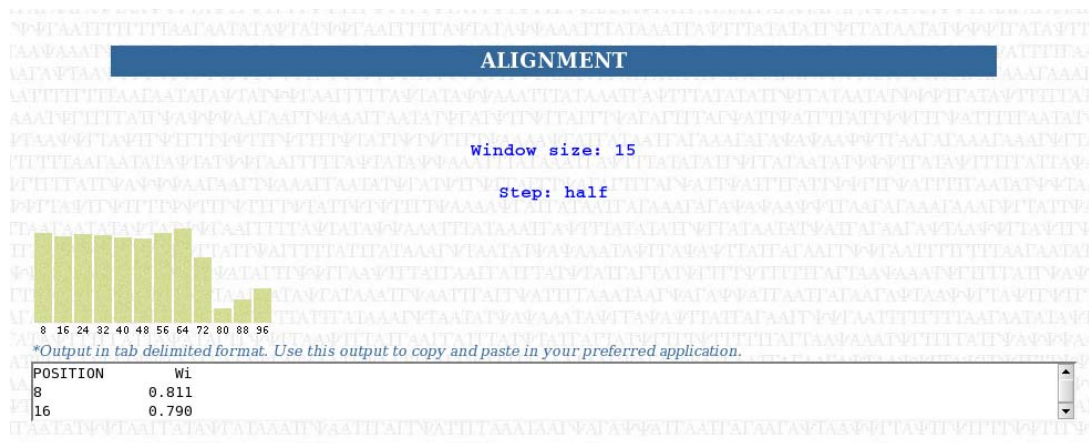 ALIGNMENT
Window size: 15
Step: half
8 16 24 32 40 48 56 64 72 80 88 96
*Output in tab delimited format. Use this output to copy and paste in your preferred application.
POSITION Wi
8 0.811
16 0.790